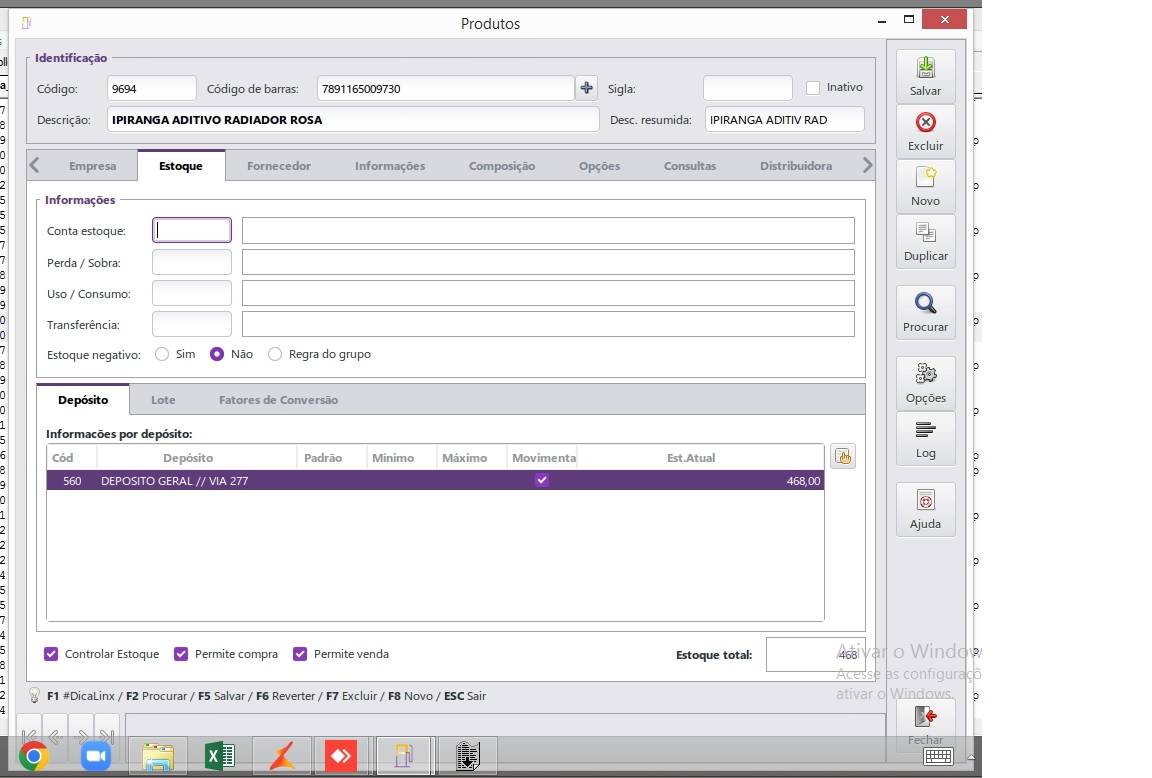 Produtos
Identificação
Código: 9694 Código de barras: 7891165009730 Sigla: Inativo
Descrição: IPIRANGA ADITIVO RADIADOR ROSA Desc. resumida: IPIRANGA ADITIV RAD
Empresa Estoque Fornecedor Informações Composição Opções Consultas Distribuidora
Informações
Conta estoque:
Perda / Sobra:
Uso / Consumo:
Transferência:
Estoque negativo: Sim Não Regra do grupo
Depósito Lote Fatores de Conversão
Informacões por depósito:
Cód Depósito Padrão Mínimo Máximo Movimenta Est.Atual
560 DEPOSITO GERAL // VIA 277 468,00
Controlar Estoque Permite compra Permite venda Estoque total: 468
F1 #DicaLinx / F2 Procurar / F5 Salvar / F6 Reverter / F7 Excluir / F8 Novo / ESC Sair
Salvar
Excluir
Novo
Duplicar
Procurar
Opções
Log
Ajuda
Fechar
Ativar o Window
Acesse as configuraçõ
ativar o Windows.